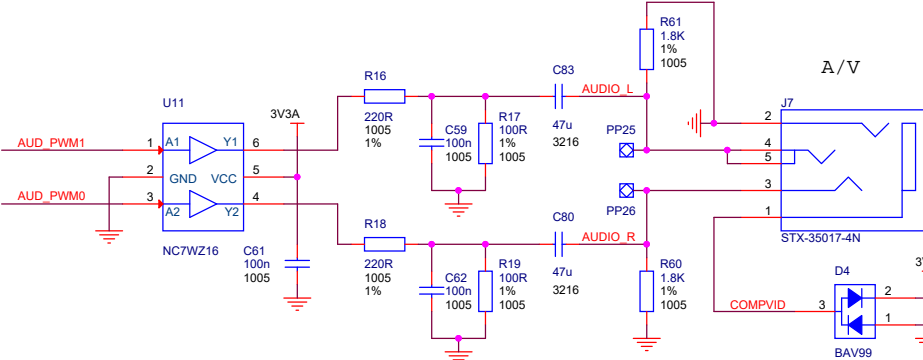 R61
1.8K
1%
1005
A/V
C83
AUDIO_L
47u
3216
R16
220R
1005
1%
U11
3V3A
J7
2
4
5
3
1
STX-35017-4N
PP25
PP26
C59
100n
1005
R17
100R
1%
1005
AUD_PWM1
1
A1
Y1
6
2
GND
VCC
5
AUD_PWM0
3
A2
Y2
4
NC7WZ16
C61
100n
1005
R18
220R
1005
1%
C80
AUDIO_R
47u
3216
C62
100n
1005
R19
100R
1%
1005
R60
1.8K
1%
1005
D4
COMPVID
3
2
1
BAV99